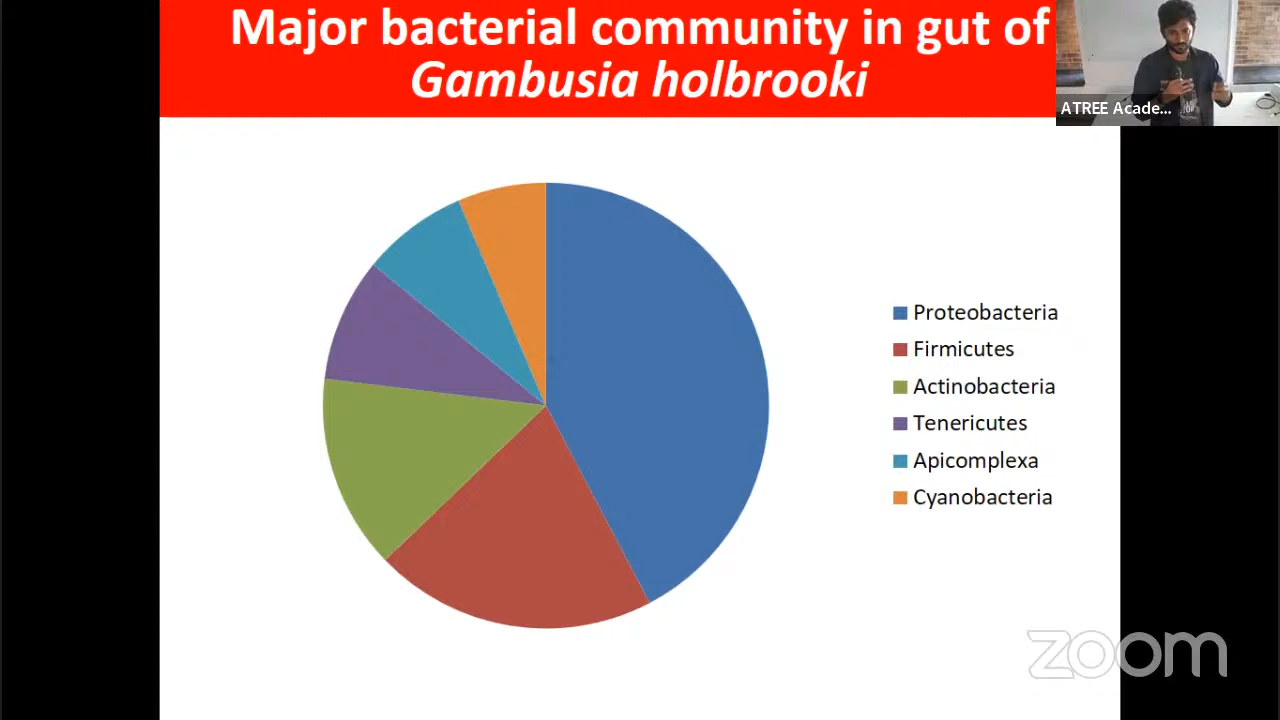 Major bacterial community in gut of
Gambusia holbrooki
ATREE Acade...
Proteobacteria
Firmicutes
Actinobacteria
Tenericutes
Apicomplexa
Cyanobacteria
zoom